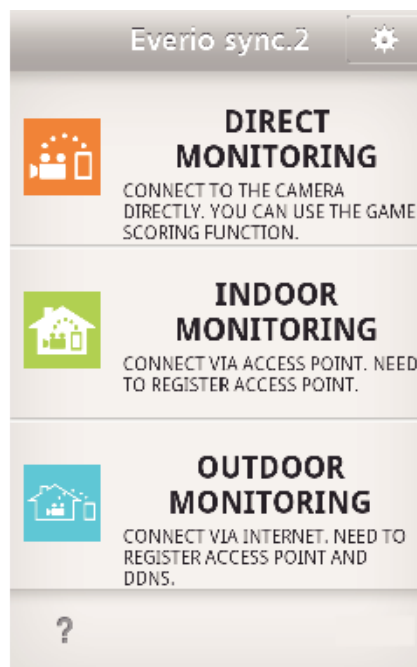 Everio sync.2
DIRECT
MONITORING
CONNECT TO THE CAMERA
DIRECTLY. YOU CAN USE THE GAME
SCORING FUNCTION.
INDOOR
MONITORING
CONNECT VIA ACCESS POINT. NEED
TO REGISTER ACCESS POINT.
OUTDOOR
MONITORING
CONNECT VIA INTERNET. NEED TO
REGISTER ACCESS POINT AND
DDNS.
?